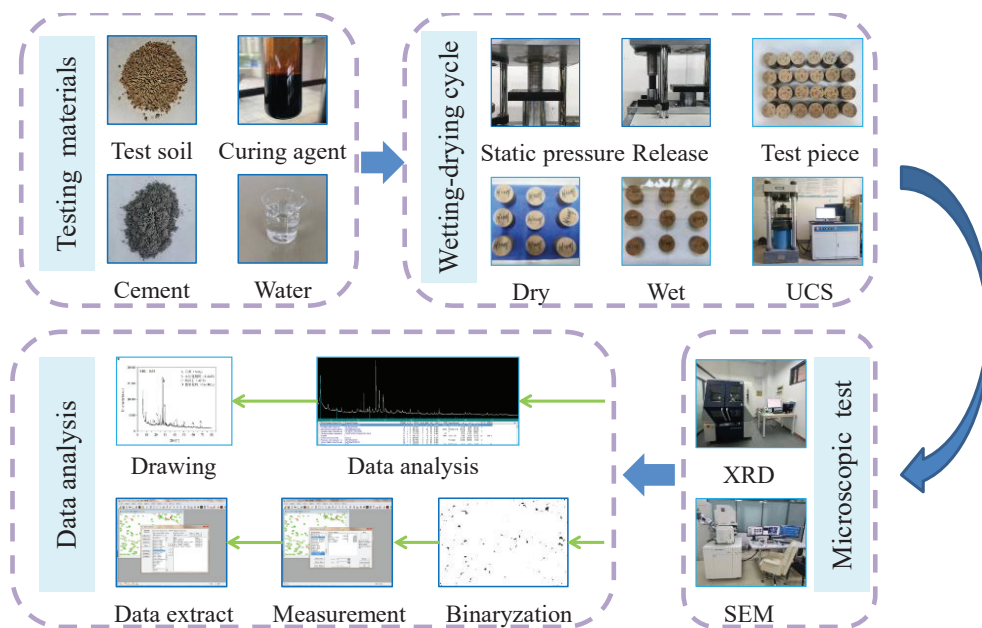 Testing materials
Test soil
Curing agent
Cement
Water
Wetting-drying cycle
Static pressure
Release
Test piece
Dry
Wet
UCS
Data analysis
Drawing
Data analysis
Data extract
Measurement
Binaryzation
XRD
SEM
Microscopic test